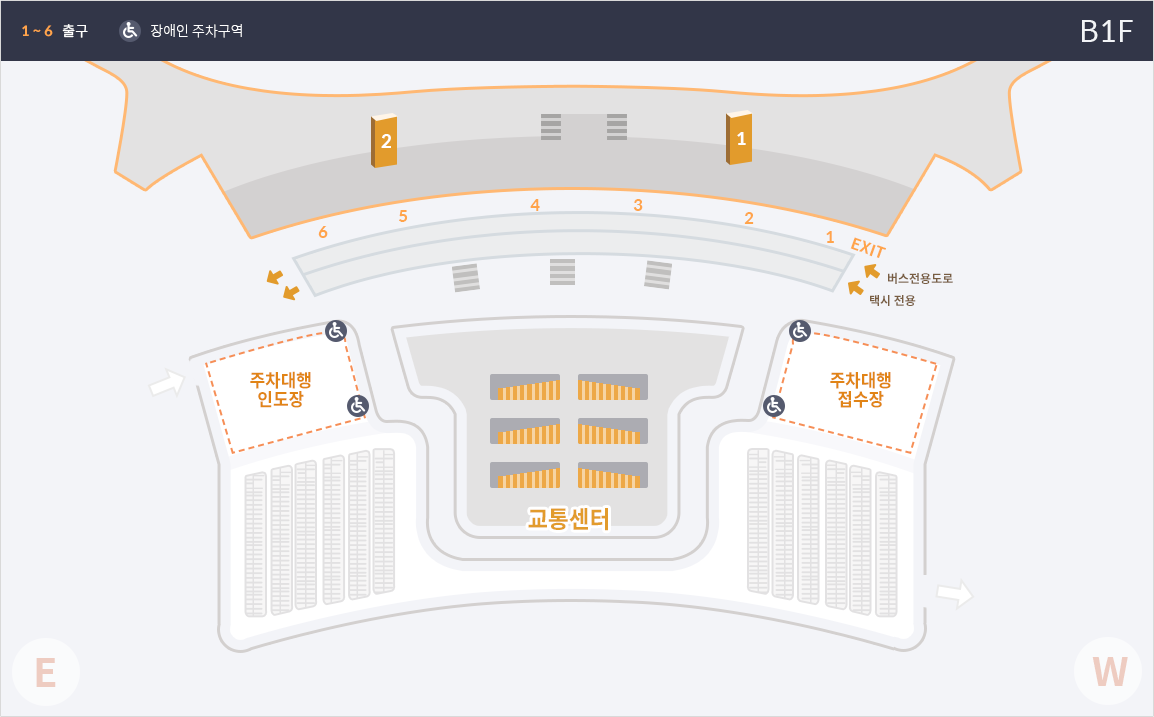 1 ~ 6 출구
장애인 주차구역
B1F
2
1
6
5
4
3
2
1
EXIT
버스전용도로
택시 전용
주차대행
인도장
주차대행
접수장
교통센터
E
W